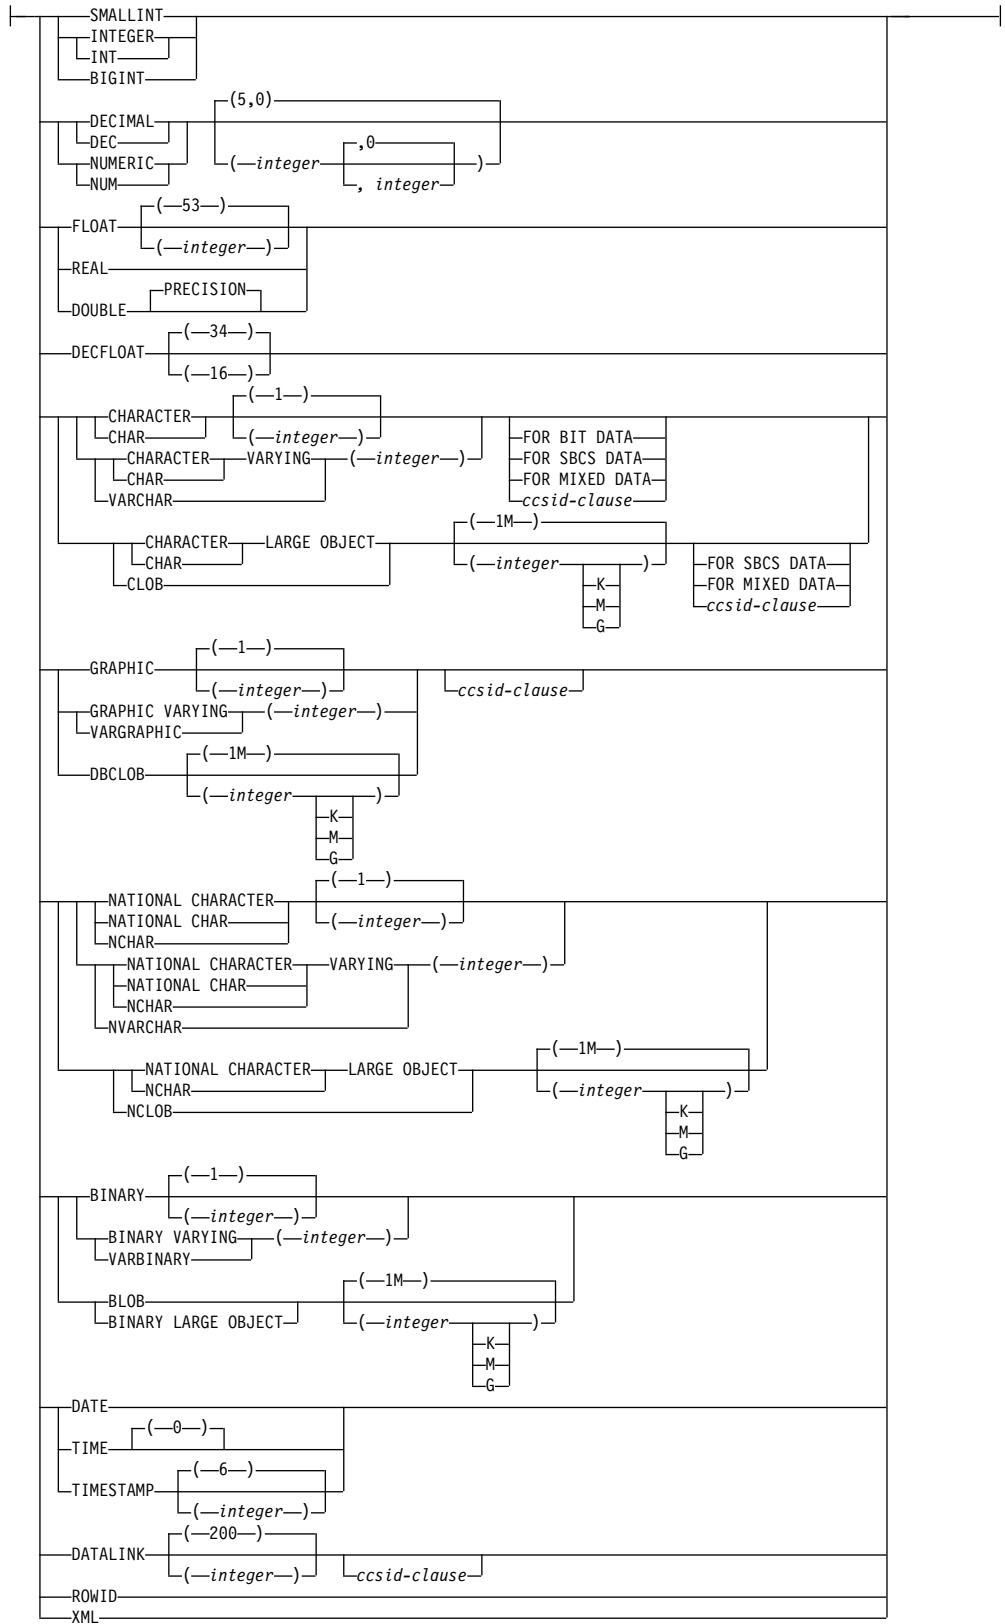 SMALLINT
INTEGER
INT
BIGINT
(5,0)
DECIMAL
DEC
,0
NUMERIC
( integer )
NUM
, integer
( 53 )
FLOAT
( integer )
REAL
PRECISION
DOUBLE
( 34 )
DECFLOAT
( 16 )
( 1 )
CHARACTER
CHAR
( integer )
FOR BIT DATA
CHARACTER VARYING ( integer )
FOR SBCS DATA
CHAR
FOR MIXED DATA
VARCHAR
ccsid-clause
( 1M )
CHARACTER LARGE OBJECT
CHAR
( integer )
FOR SBCS DATA
CLOB
K
FOR MIXED DATA
M
ccsid-clause
G
( 1 )
GRAPHIC
( integer )
ccsid-clause
GRAPHIC VARYING ( integer )
VARGRAPHIC
( 1M )
DBCLOB
( integer )
K
M
G
( 1 )
NATIONAL CHARACTER
NATIONAL CHAR
( integer )
NCHAR
NATIONAL CHARACTER VARYING ( integer )
NATIONAL CHAR
NCHAR
NVARCHAR
( 1M )
NATIONAL CHARACTER LARGE OBJECT
NCHAR
( integer )
NCLOB
K
M
G
( 1 )
BINARY
( integer )
BINARY VARYING ( integer )
VARBINARY
( 1M )
BLOB
BINARY LARGE OBJECT
( integer )
K
M
G
DATE
( 0 )
TIME
( 6 )
TIMESTAMP
( integer )
( 200 )
DATALINK
( integer )
ccsid-clause
ROWID
XML